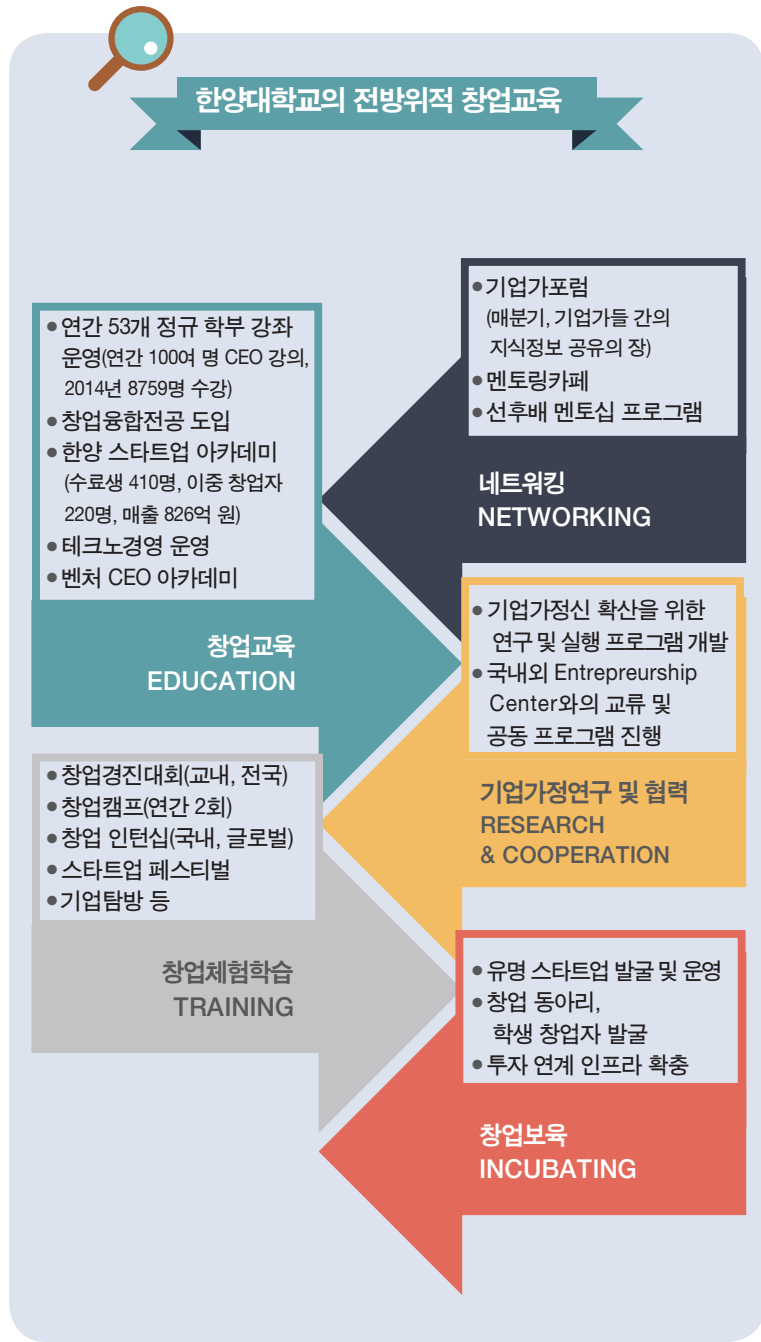 한양대학교의 전방위적 창업교육
● 기업가포럼
(매분기, 기업가들 간의
지식정보 공유의 장)
● 멘토링카페
● 선후배 멘토십 프로그램
네트워킹
NETWORKING
● 연간 53개 정규 학부 강좌
운영(연간 100여 명 CEO 강의,
2014년 8759명 수강)
● 창업융합전공 도입
● 한양 스타트업 아카데미
(수료생 410명, 이중 창업자
220명, 매출 826억 원)
● 테크노경영 운영
● 벤처 CEO 아카데미
창업교육
EDUCATION
● 기업가정신 확산을 위한
연구 및 실행 프로그램 개발
● 국내외 Entrepreurship
Center와의 교류 및
공동 프로그램 진행
기업가정연구 및 협력
RESEARCH
& COOPERATION
● 창업경진대회(교내, 전국)
● 창업캠프(연간 2회)
● 창업 인턴십(국내, 글로벌)
● 스타트업 페스티벌
● 기업탐방 등
창업체험학습
TRAINING
● 유명 스타트업 발굴 및 운영
● 창업 동아리,
학생 창업자 발굴
● 투자 연계 인프라 확충
창업보육
INCUBATING